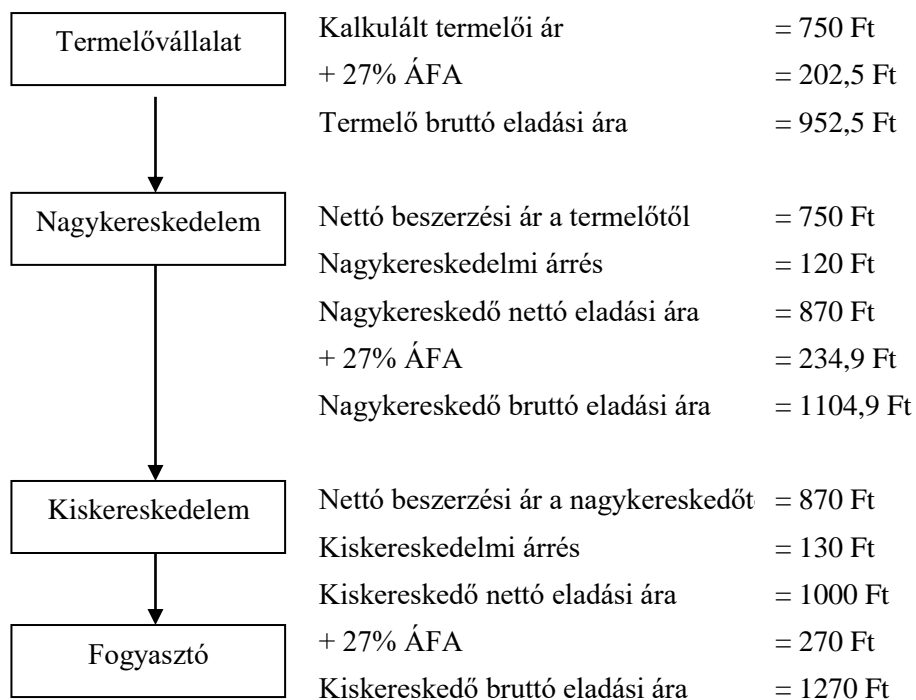 Termelővállalat
Kalkulált termelői ár = 750 Ft
+ 27% ÁFA = 202,5 Ft
Termelő bruttó eladási ára = 952,5 Ft
Nagykereskedelem
Nettó beszerzési ár a termelőtől = 750 Ft
Nagykereskedelmi árrés = 120 Ft
Nagykereskedő nettó eladási ára = 870 Ft
+ 27% ÁFA = 234,9 Ft
Nagykereskedő bruttó eladási ára = 1104,9 Ft
Kiskereskedelem
Nettó beszerzési ár a nagykereskedőt = 870 Ft
Kiskereskedelmi árrés = 130 Ft
Kiskereskedő nettó eladási ára = 1000 Ft
Fogyasztó
+ 27% ÁFA = 270 Ft
Kiskereskedő bruttó eladási ára = 1270 Ft